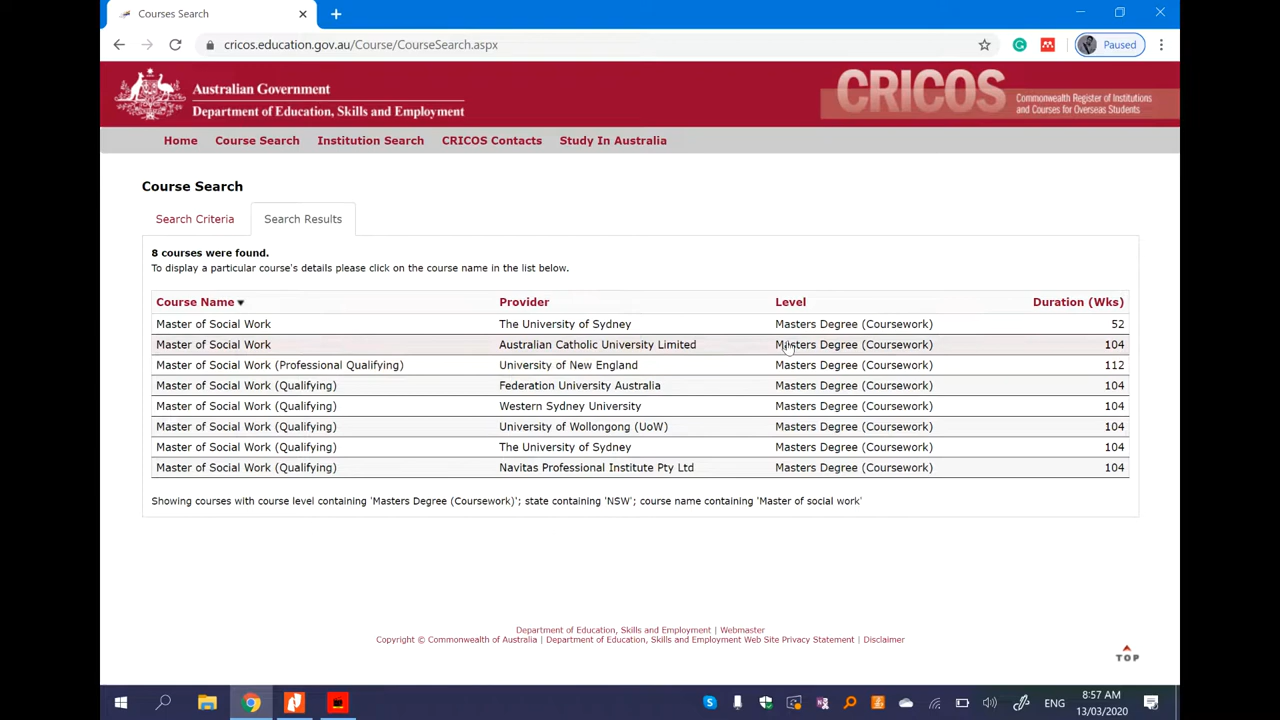 Courses Search
cricos.education.gov.au/Course/CourseSearch.aspx
Paused
Australian Government
Department of Education, Skills and Employment
CRICOS
Commonwealth Register of Institutions
and Courses for Overseas Students
Home Course Search Institution Search CRICOS Contacts Study In Australia
Course Search
Search Criteria Search Results
8 courses were found.
To display a particular course's details please click on the course name in the list below.
Course Name Provider Level Duration (Wks)
Master of Social Work The University of Sydney Masters Degree (Coursework) 52
Master of Social Work Australian Catholic University Limited Masters Degree (Coursework) 104
Master of Social Work (Professional Qualifying) University of New England Masters Degree (Coursework) 112
Master of Social Work (Qualifying) Federation University Australia Masters Degree (Coursework) 104
Master of Social Work (Qualifying) Western Sydney University Masters Degree (Coursework) 104
Master of Social Work (Qualifying) University of Wollongong (UoW) Masters Degree (Coursework) 104
Master of Social Work (Qualifying) The University of Sydney Masters Degree (Coursework) 104
Master of Social Work (Qualifying) Navitas Professional Institute Pty Ltd Masters Degree (Coursework) 104
Showing courses with course level containing 'Masters Degree (Coursework)'; state containing 'NSW'; course name containing 'Master of social work'
Department of Education, Skills and Employment | Webmaster
Copyright © Commonwealth of Australia | Department of Education, Skills and Employment Web Site Privacy Statement | Disclaimer
TOP
ENG
8:57 AM
13/03/2020